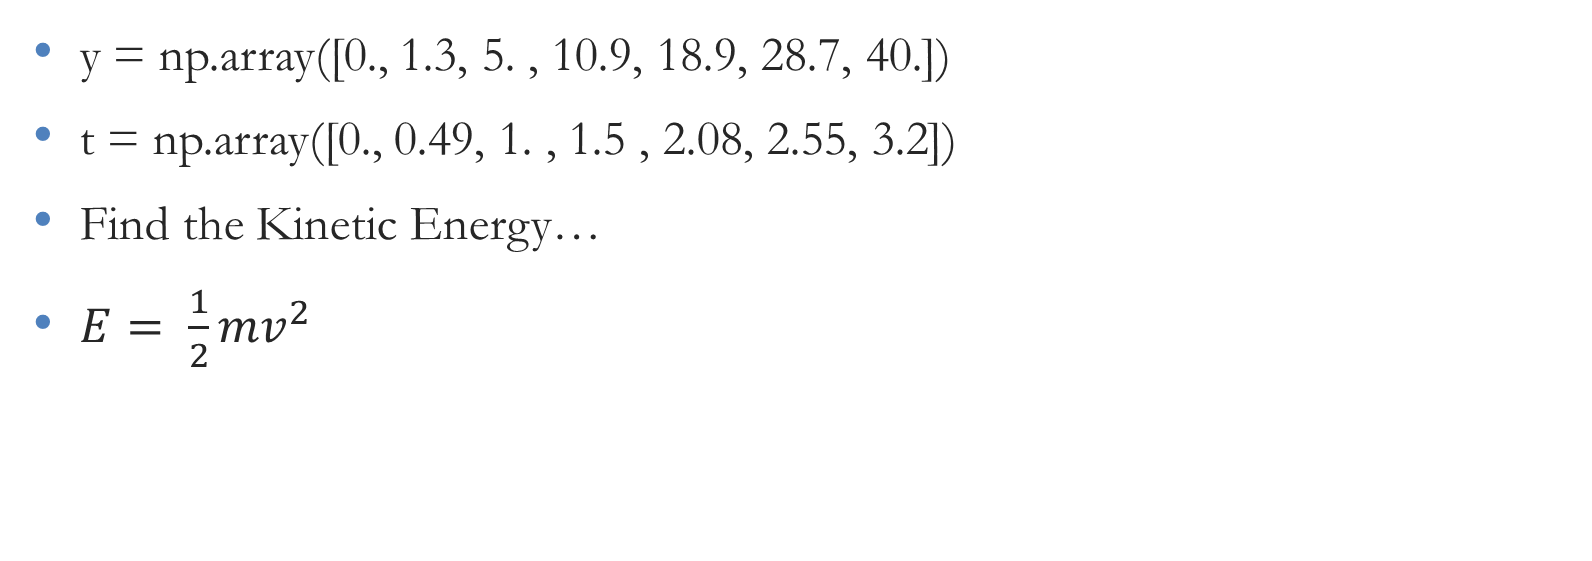 • y = np.array([0., 1.3, 5. , 10.9, 18.9, 28.7, 40.])
• t = np.array([0., 0.49, 1. , 1.5 , 2.08, 2.55, 3.2])
• Find the Kinetic Energy…
• E = 1/2 mv²